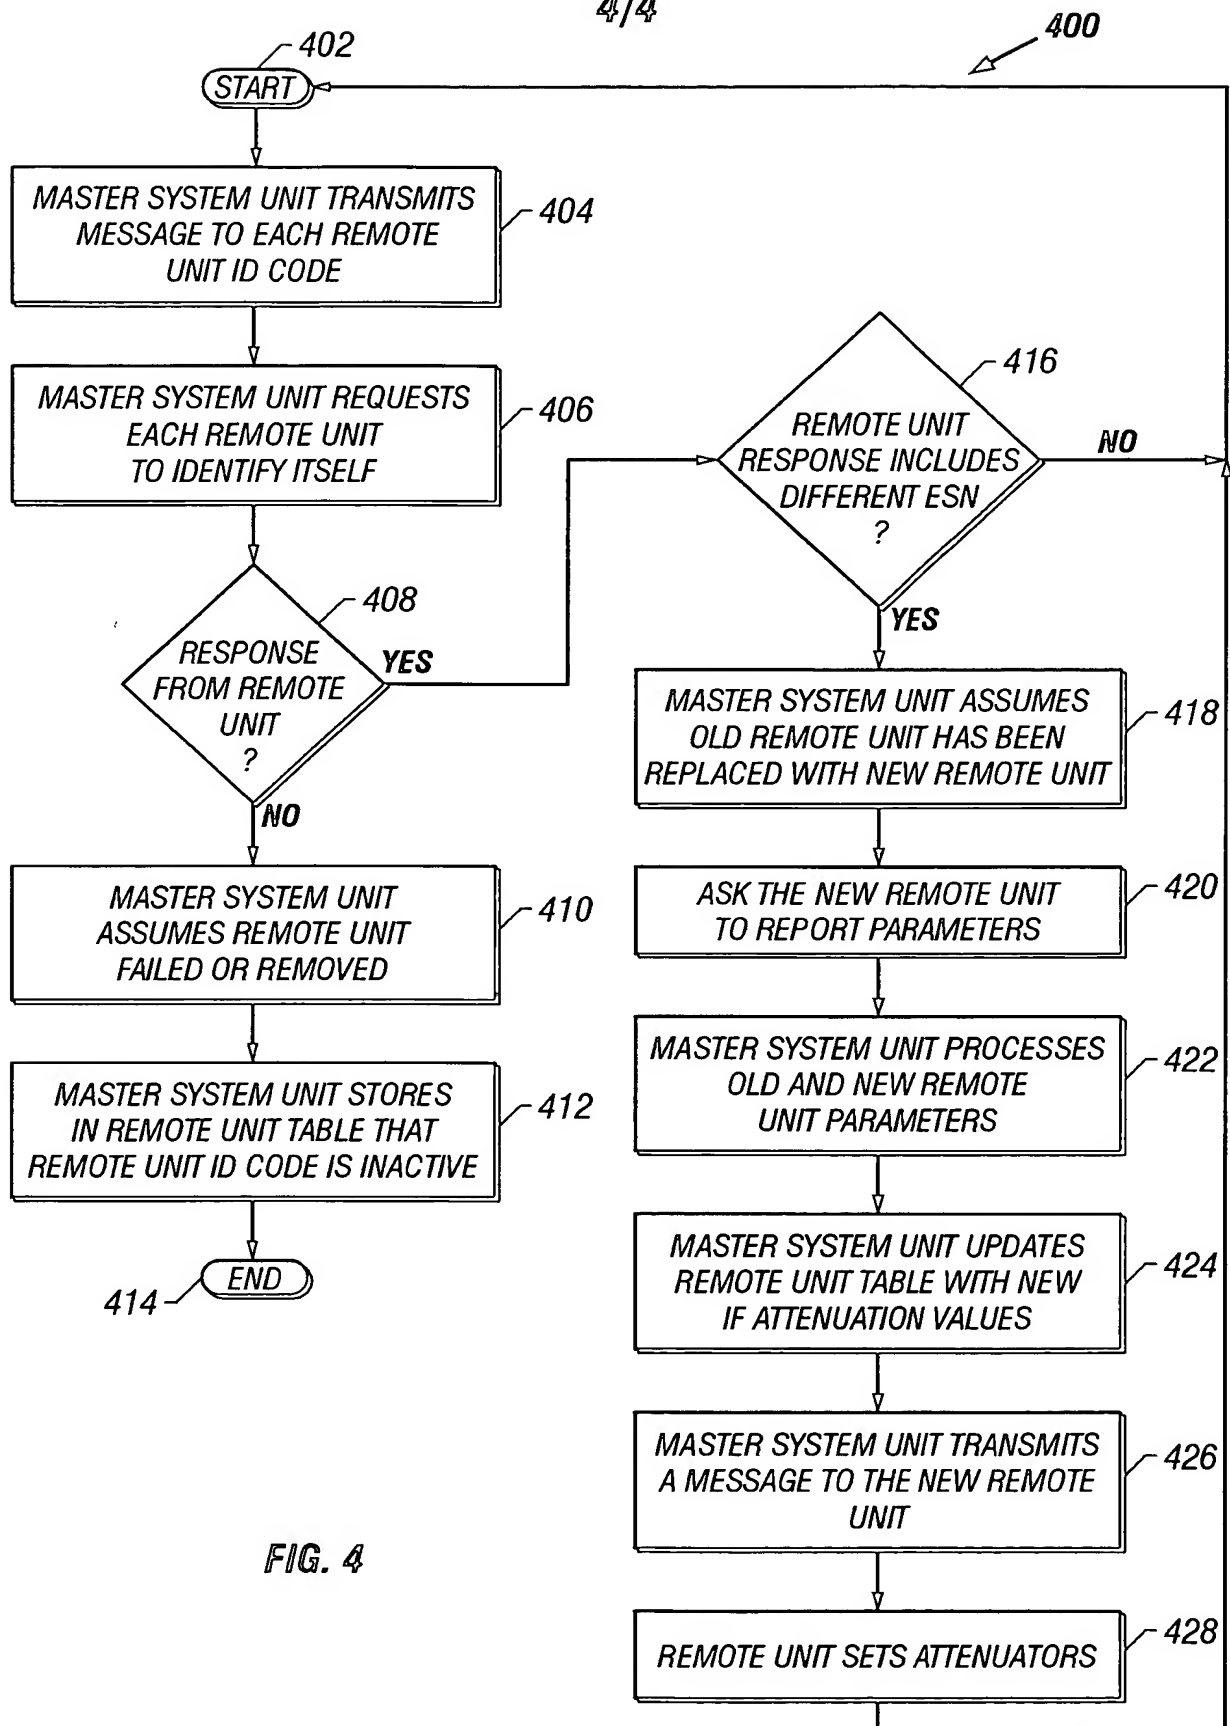 4/4
400
402
START
MASTER SYSTEM UNIT TRANSMITS
MESSAGE TO EACH REMOTE
UNIT ID CODE
404
MASTER SYSTEM UNIT REQUESTS
EACH REMOTE UNIT
TO IDENTIFY ITSELF
406
RESPONSE
FROM REMOTE
UNIT
?
408
YES
NO
MASTER SYSTEM UNIT
ASSUMES REMOTE UNIT
FAILED OR REMOVED
410
MASTER SYSTEM UNIT STORES
IN REMOTE UNIT TABLE THAT
REMOTE UNIT ID CODE IS INACTIVE
412
END
414
REMOTE UNIT
RESPONSE INCLUDES
DIFFERENT ESN
?
416
NO
YES
MASTER SYSTEM UNIT ASSUMES
OLD REMOTE UNIT HAS BEEN
REPLACED WITH NEW REMOTE UNIT
418
ASK THE NEW REMOTE UNIT
TO REPORT PARAMETERS
420
MASTER SYSTEM UNIT PROCESSES
OLD AND NEW REMOTE
UNIT PARAMETERS
422
MASTER SYSTEM UNIT UPDATES
REMOTE UNIT TABLE WITH NEW
IF ATTENUATION VALUES
424
MASTER SYSTEM UNIT TRANSMITS
A MESSAGE TO THE NEW REMOTE
UNIT
426
REMOTE UNIT SETS ATTENUATORS
428
FIG. 4